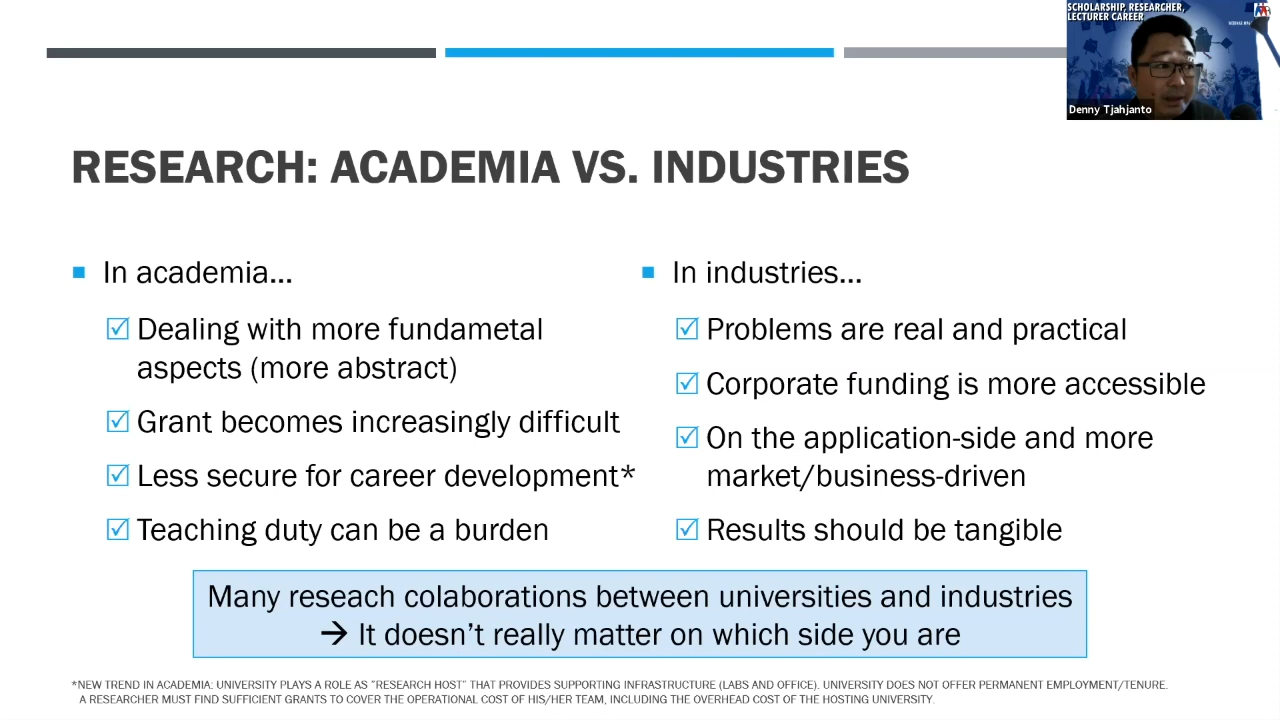 SCHOLARSHIP, RESEARCHER,
LECTURER CAREER
Denny Tjahjanto
RESEARCH: ACADEMIA VS. INDUSTRIES
In academia...
Dealing with more fundametal
aspects (more abstract)
Grant becomes increasingly difficult
Less secure for career development*
Teaching duty can be a burden
In industries...
Problems are real and practical
Corporate funding is more accessible
On the application-side and more
market/business-driven
Results should be tangible
Many reseach colaborations between universities and industries
→ It doesn't really matter on which side you are
*NEW TREND IN ACADEMIA: UNIVERSITY PLAYS A ROLE AS "RESEARCH HOST" THAT PROVIDES SUPPORTING INFRASTRUCTURE (LABS AND OFFICE). UNIVERSITY DOES NOT OFFER PERMANENT EMPLOYMENT/TENURE.
A RESEARCHER MUST FIND SUFFICIENT GRANTS TO COVER THE OPERATIONAL COST OF HIS/HER TEAM, INCLUDING THE OVERHEAD COST OF THE HOSTING UNIVERSITY.